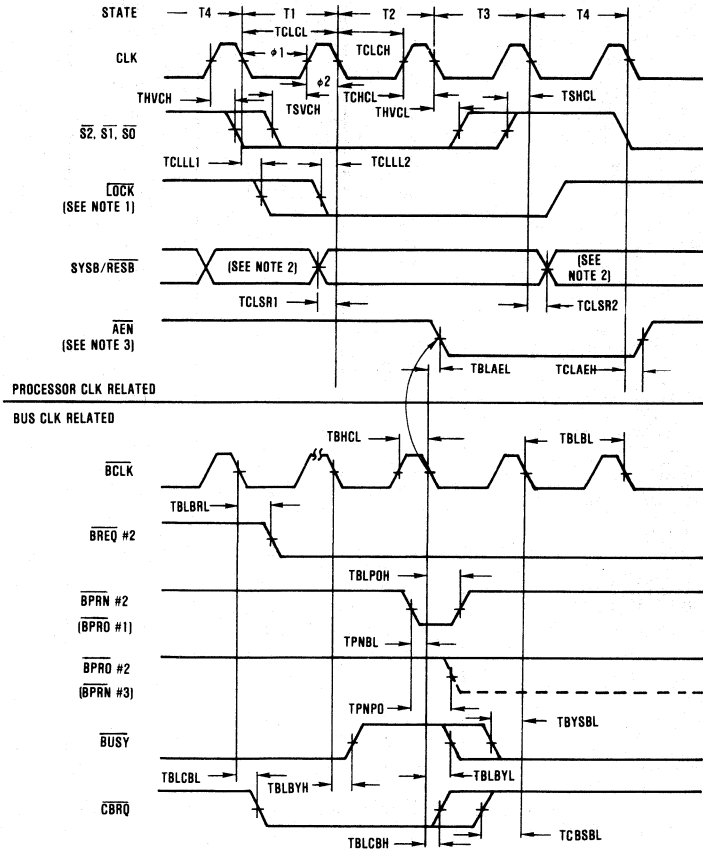 STATE T4 T1 T2 T3 T4
TCLCL TCLCH
CLK ϕ1 ϕ2
THVCH TSVCH TCHCL THVCL TSHCL
S2, S1, S0
TCLLL1 TCLLL2
LOCK
(SEE NOTE 1)
SYSB/RESB (SEE NOTE 2) (SEE
NOTE 2)
TCLSR1 TCLSR2
AEN
(SEE NOTE 3)
TBLAEL TCLAEH
PROCESSOR CLK RELATED
BUS CLK RELATED
TBHCL TBLBL
BCLK
TBLBRL
BREQ #2
TBLPOH
BPRN #2
(BPRO #1)
TPNBL
BPRO #2
(BPRN #3)
TPNPO TBYSBL
BUSY
TBLCBL TBLBYH TBLBYL
CBRQ
TBLCBH TCBSBL